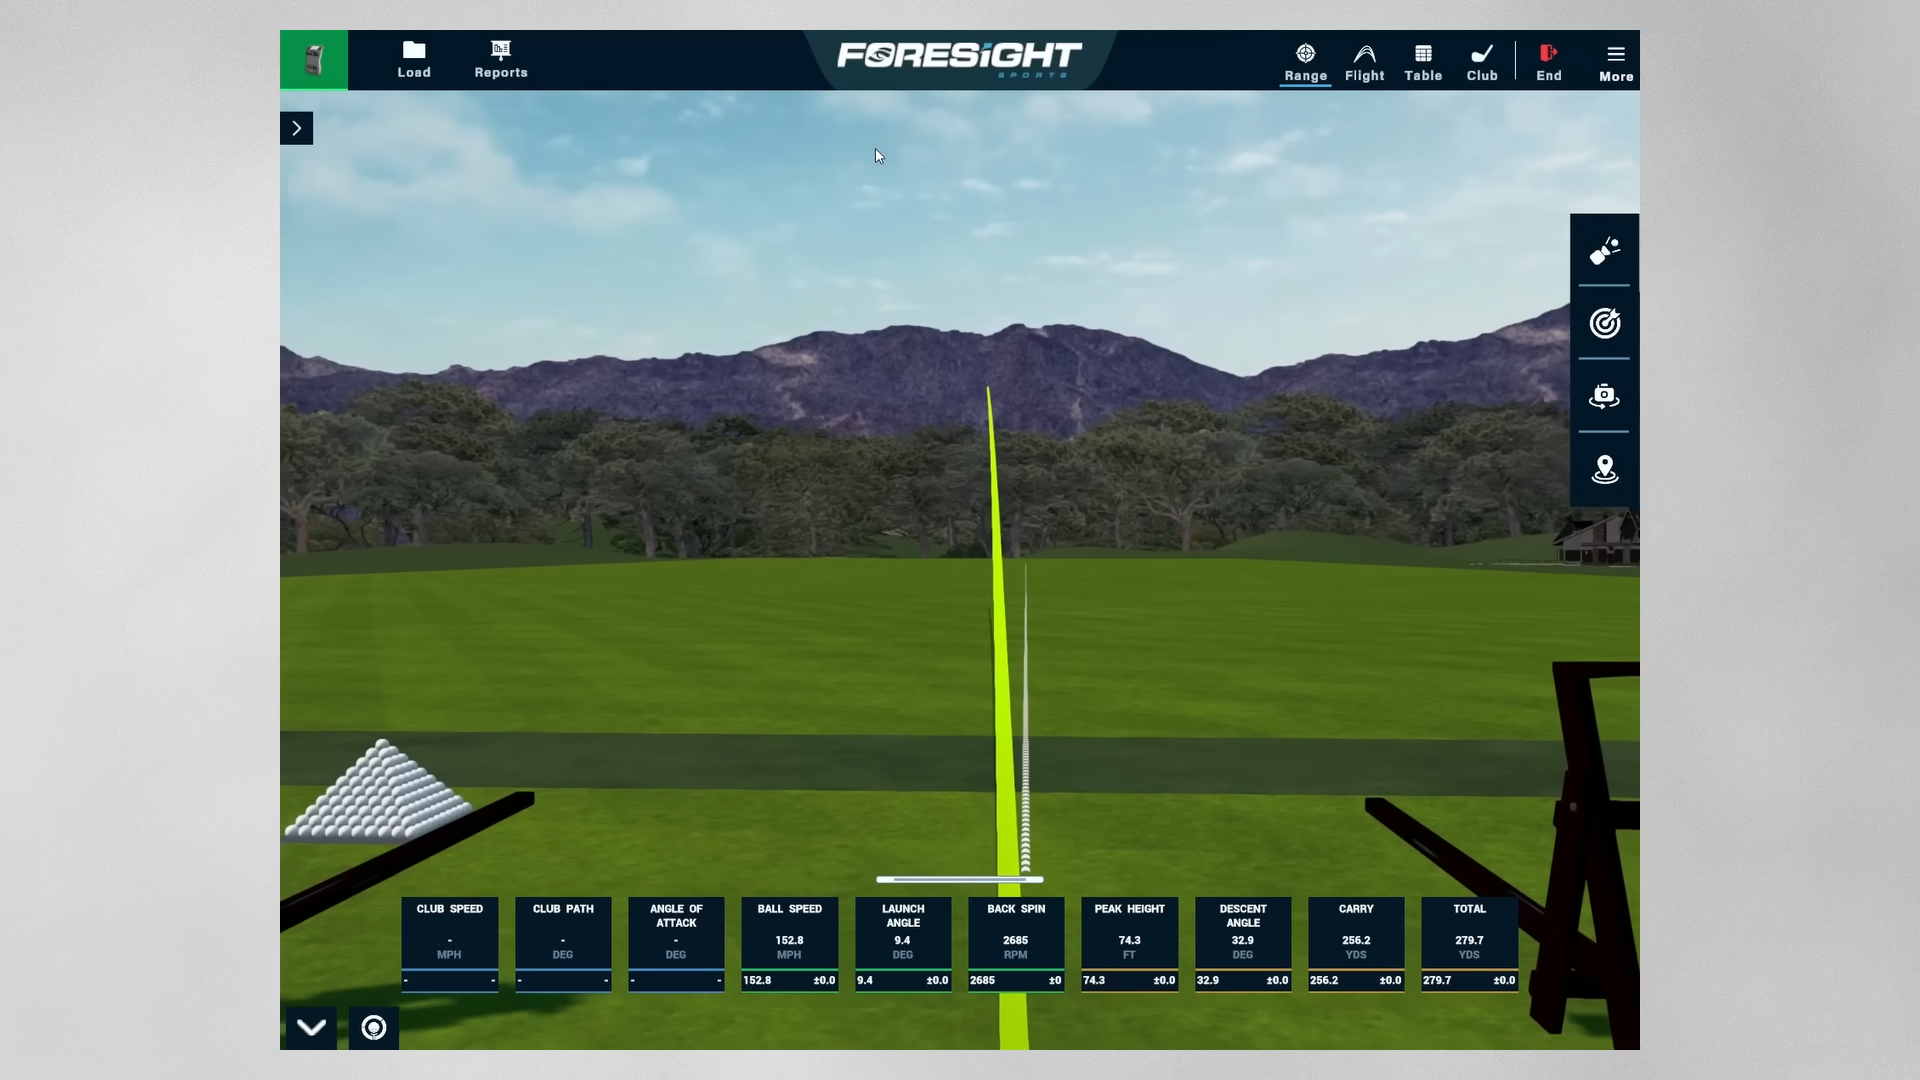 Load
Reports
FORESiGHT
SPORTS
Range
Flight
Table
Club
End
More
CLUB SPEED
-
MPH
-
-
CLUB PATH
-
DEG
-
-
ANGLE OF
ATTACK
-
DEG
-
-
BALL SPEED
152.8
MPH
152.8
±0.0
LAUNCH
ANGLE
9.4
DEG
9.4
±0.0
BACK SPIN
2685
RPM
2685
±0
PEAK HEIGHT
74.3
FT
74.3
±0.0
DESCENT
ANGLE
32.9
DEG
32.9
±0.0
CARRY
256.2
YDS
256.2
±0.0
TOTAL
279.7
YDS
279.7
±0.0